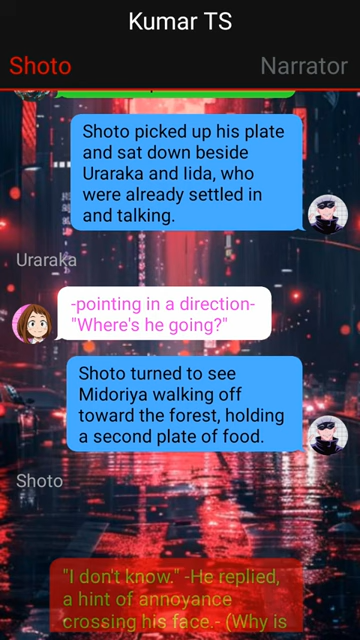 Kumar TS
Shoto
Narrator
Shoto picked up his plate
and sat down beside
Uraraka and Iida, who
were already settled in
and talking.
Uraraka
-pointing in a direction-
"Where's he going?"
Shoto turned to see
Midoriya walking off
toward the forest, holding
a second plate of food.
Shoto
"I don't know." -He replied,
a hint of annoyance
crossing his face.- (Why is